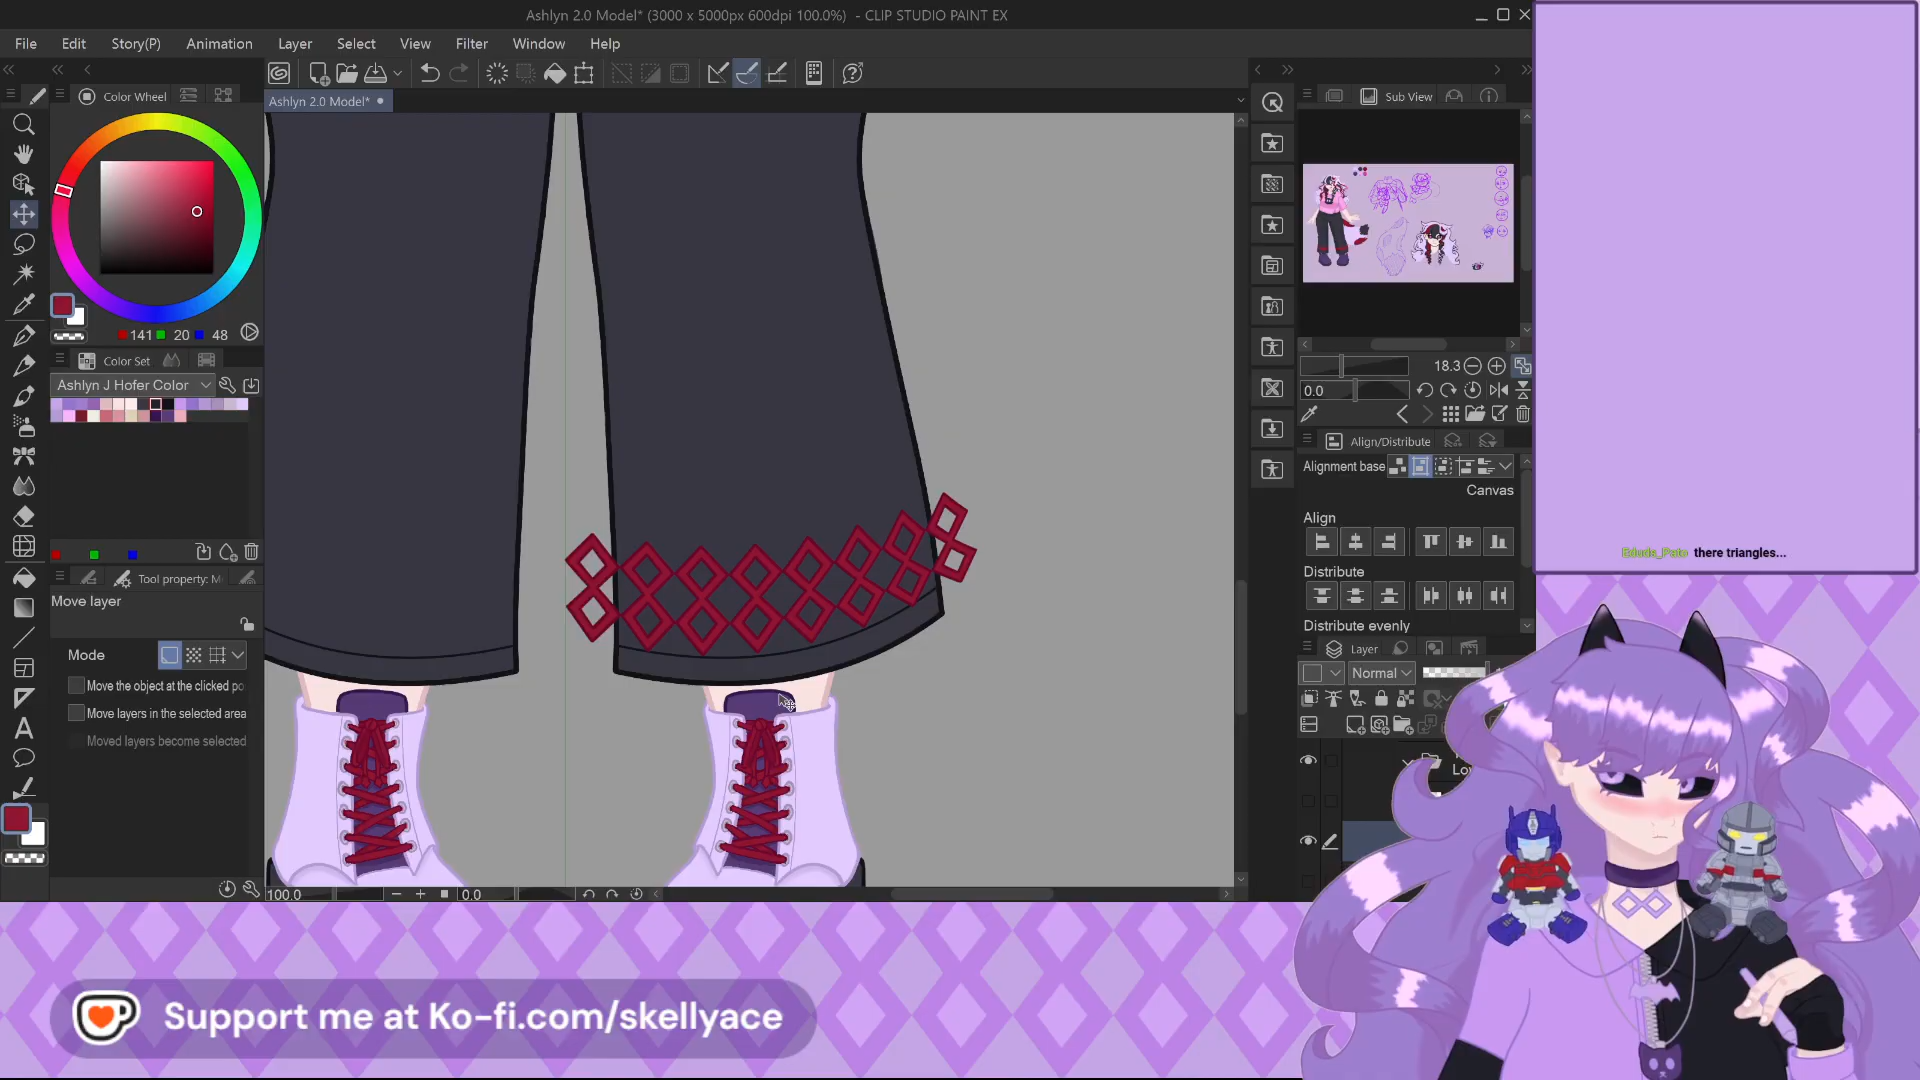 Ashlyn 2.0 Model* (3000 x 5000px 600dpi 100.0%) - CLIP STUDIO PAINT EX
File Edit Story(P) Animation Layer Select View Filter Window Help
Color Wheel
Ashlyn 2.0 Model*
Sub View
141 20 48
Color Set
Ashlyn J Hofer Color
18.3
0.0
Align/Distribute
Alignment base
Canvas
Align
Distribute
Distribute evenly
Tool property: M
Move layer
Mode
Move the object at the clicked po
Move layers in the selected area
Moved layers become selected
Layer
Normal
Lo
100.0
0.0
Eduds_Pato there triangles...
Support me at Ko-fi.com/skellyace